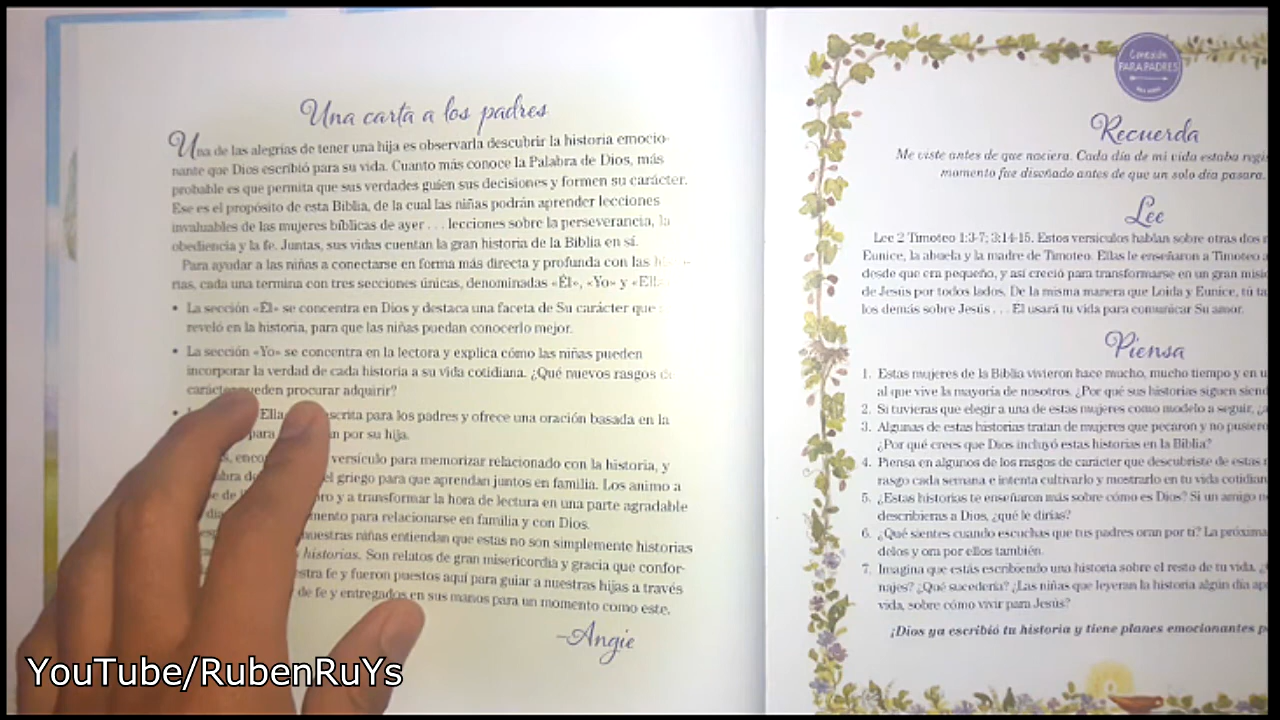 Una carta a los padres
Una de las alegrías de tener una hija es observarla descubrir la historia emocio-
nante que Dios escribió para su vida. Cuanto más conoce la Palabra de Dios, más
probable es que permita que sus verdades guíen sus decisiones y formen su carácter.
Ese es el propósito de esta Biblia, de la cual las niñas podrán aprender lecciones
invaluables de las mujeres bíblicas de ayer . . . lecciones sobre la perseverancia, la
obediencia y la fe. Juntas, sus vidas cuentan la gran historia de la Biblia en sí.
Para ayudar a las niñas a conectarse en forma más directa y profunda con las
rias, cada una termina con tres secciones únicas, denominadas «Él», «Yo» y «Ella
• La sección «Él» se concentra en Dios y destaca una faceta de Su carácter que
reveló en la historia, para que las niñas puedan conocerlo mejor.
• La sección «Yo» se concentra en la lectora y explica cómo las niñas pueden
incorporar la verdad de cada historia a su vida cotidiana. ¿Qué nuevos rasgos de
carácter pueden procurar adquirir?
• Ella scrita para los padres y ofrece una oración basada en la
para n por su hija.
versículo para memorizar relacionado con la historia, y
el griego para que aprendan juntos en familia. Los animo a
ro y a transformar la hora de lectura en una parte agradable
mento para relacionarse en familia y con Dios.
nuestras niñas entiendan que estas no son simplemente historias
historias. Son relatos de gran misericordia y gracia que confor-
stra fe y fueron puestos aquí para guiar a nuestras hijas a través
de fe y entregados en sus manos para un momento como este.
–Angie
Conexión
PARA PADRES
Recuerda
Me viste antes de que naciera. Cada día de mi vida estaba regi
momento fue diseñado antes de que un solo día pasara.
Lee
Lee 2 Timoteo 1:3-7; 3:14-15. Estos versículos hablan sobre otras dos
Eunice, la abuela y la madre de Timoteo. Ellas le enseñaron a Timoteo a
desde que era pequeño, y así creció para transformarse en un gran misi
de Jesús por todos lados. De la misma manera que Loida y Eunice, tú
los demás sobre Jesús . . . Él usará tu vida para comunicar Su amor.
Piensa
1. Estas mujeres de la Biblia vivieron hace mucho, mucho tiempo y en u
al que vive la mayoría de nosotros. ¿Por qué sus historias siguen siend
2. Si tuvieras que elegir a una de estas mujeres como modelo a seguir, ¿
3. Algunas de estas historias tratan de mujeres que pecaron y no pusiero
¿Por qué crees que Dios incluyó estas historias en la Biblia?
4. Piensa en algunos de los rasgos de carácter que descubriste de estas
rasgo cada semana e intenta cultivarlo y mostrarlo en tu vida cotidian
5. ¿Estas historias te enseñaron más sobre cómo es Dios? Si un amigo
describieras a Dios, ¿qué le dirías?
6. ¿Qué sientes cuando escuchas que tus padres oran por ti? La próxima
delos y ora por ellos también.
7. Imagina que estás escribiendo una historia sobre el resto de tu vida.
najes? ¿Qué sucedería? ¿Las niñas que leyeran la historia algún día ap
vida, sobre cómo vivir para Jesús?
¡Dios ya escribió tu historia y tiene planes emocionantes p
YouTube/RubenRuYs